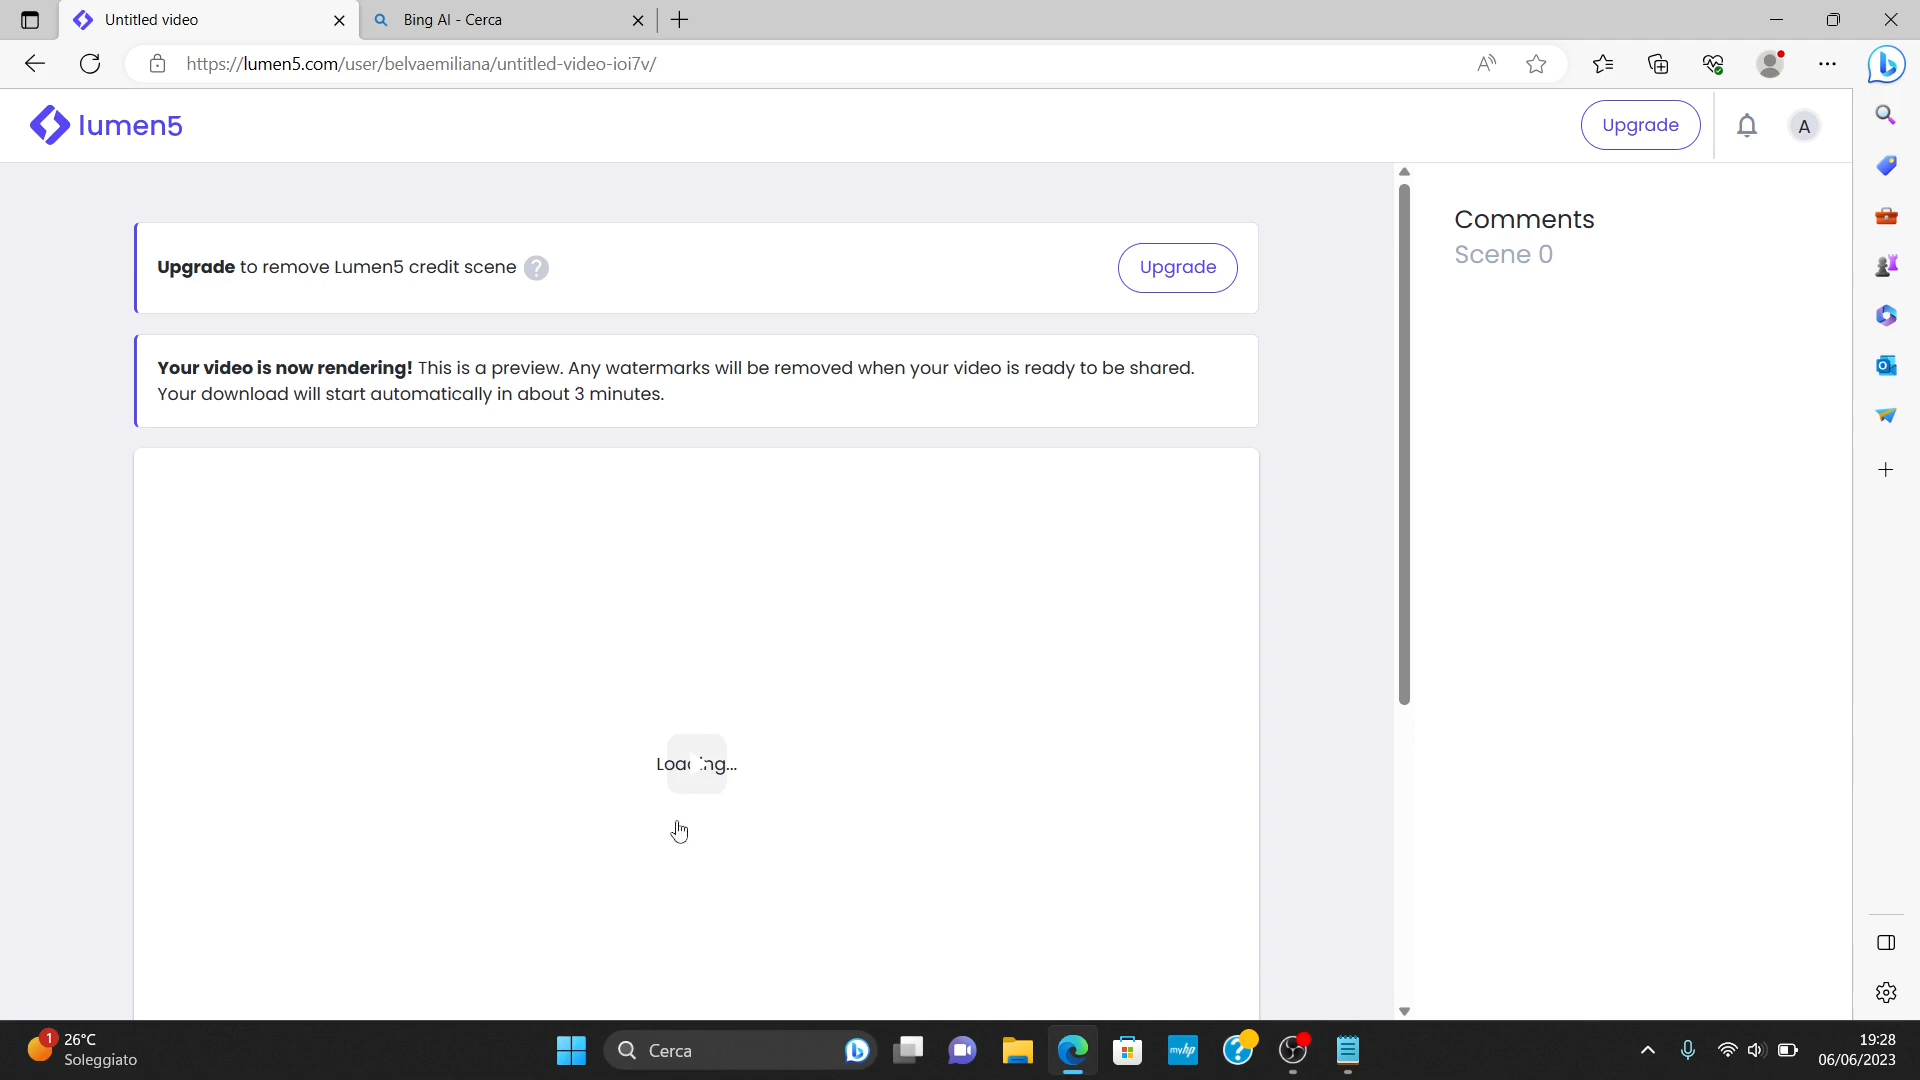 Untitled video
Bing AI - Cerca
https://lumen5.com/user/belvaemiliana/untitled-video-ioi7v/
lumen5
Upgrade
A
Upgrade to remove Lumen5 credit scene ?
Upgrade
Your video is now rendering! This is a preview. Any watermarks will be removed when your video is ready to be shared.
Your download will start automatically in about 3 minutes.
Loading...
Comments
Scene 0
1
26°C
Soleggiato
Cerca
myhp
19:28
06/06/2023